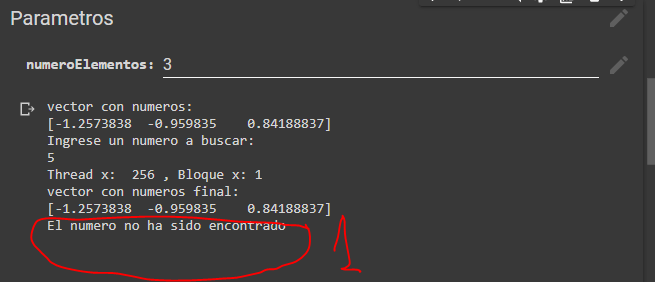 Parametros
numeroElementos: 3
vector con numeros:
[-1.2573838 -0.959835 0.84188837]
Ingrese un numero a buscar:
5
Thread x: 256 , Bloque x: 1
vector con numeros final:
[-1.2573838 -0.959835 0.84188837]
El numero no ha sido encontrado
1